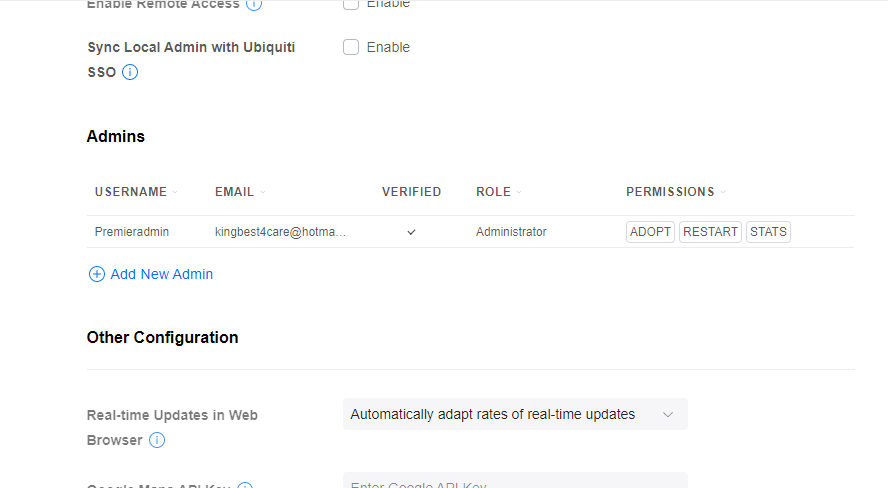 Enable Remote Access
Enable
Sync Local Admin with Ubiquiti
SSO
Enable
Admins
USERNAME EMAIL VERIFIED ROLE PERMISSIONS
Premieradmin kingbest4care@hotma... Administrator ADOPT RESTART STATS
Add New Admin
Other Configuration
Real-time Updates in Web
Browser
Automatically adapt rates of real-time updates
Google Maps API Key
Enter Google API Key